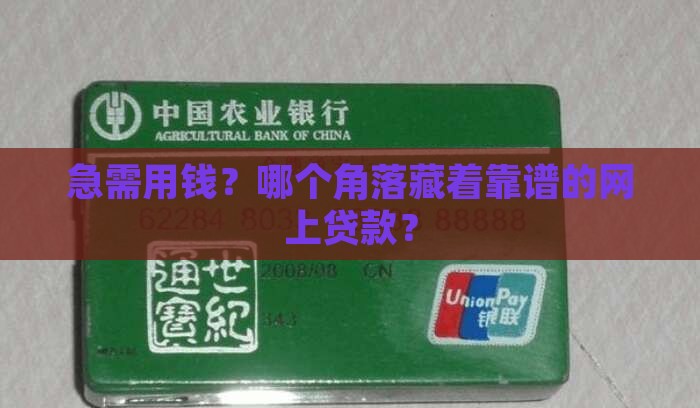 中国农业银行
AGRICULTURAL BANK OF CHINA
急需用钱？哪个角落藏着靠谱的网
上贷款？
62284 803 88888
2008/08 CN
世紀
通寶
343
UnionPay
银联